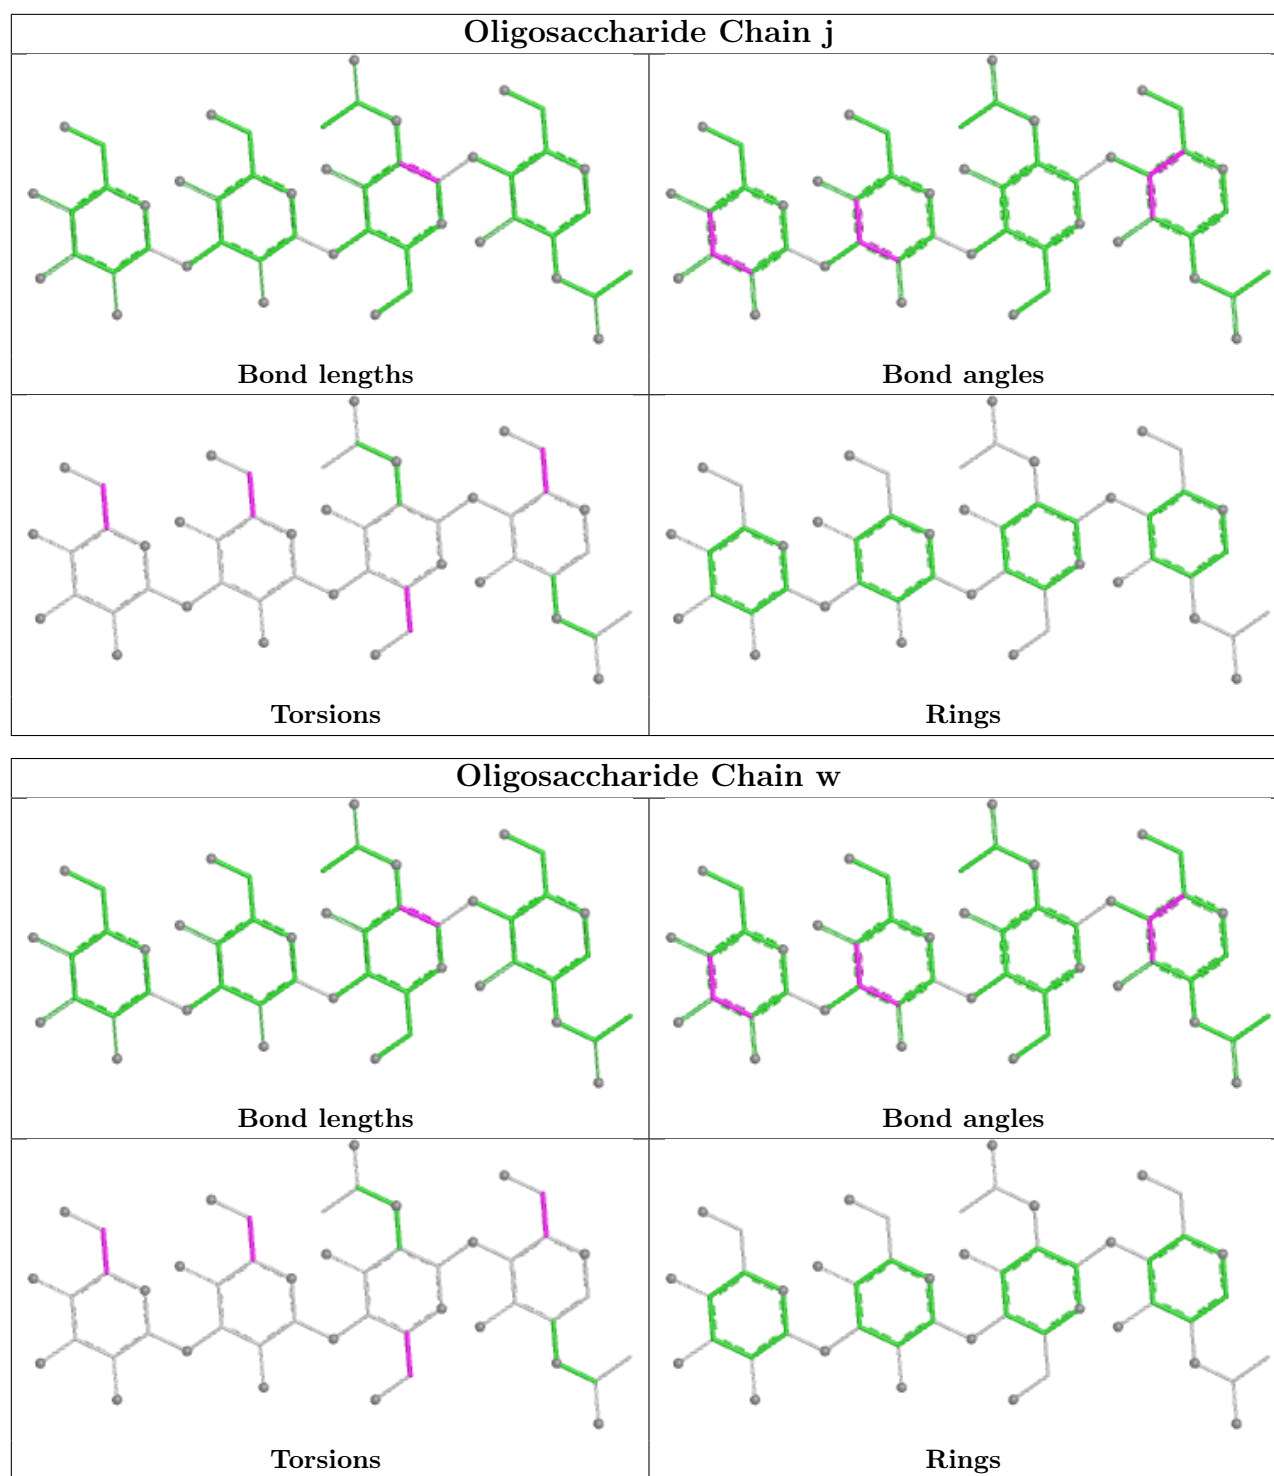 Oligosaccharide Chain j
Bond lengths
Bond angles
Torsions
Rings
Oligosaccharide Chain w
Bond lengths
Bond angles
Torsions
Rings